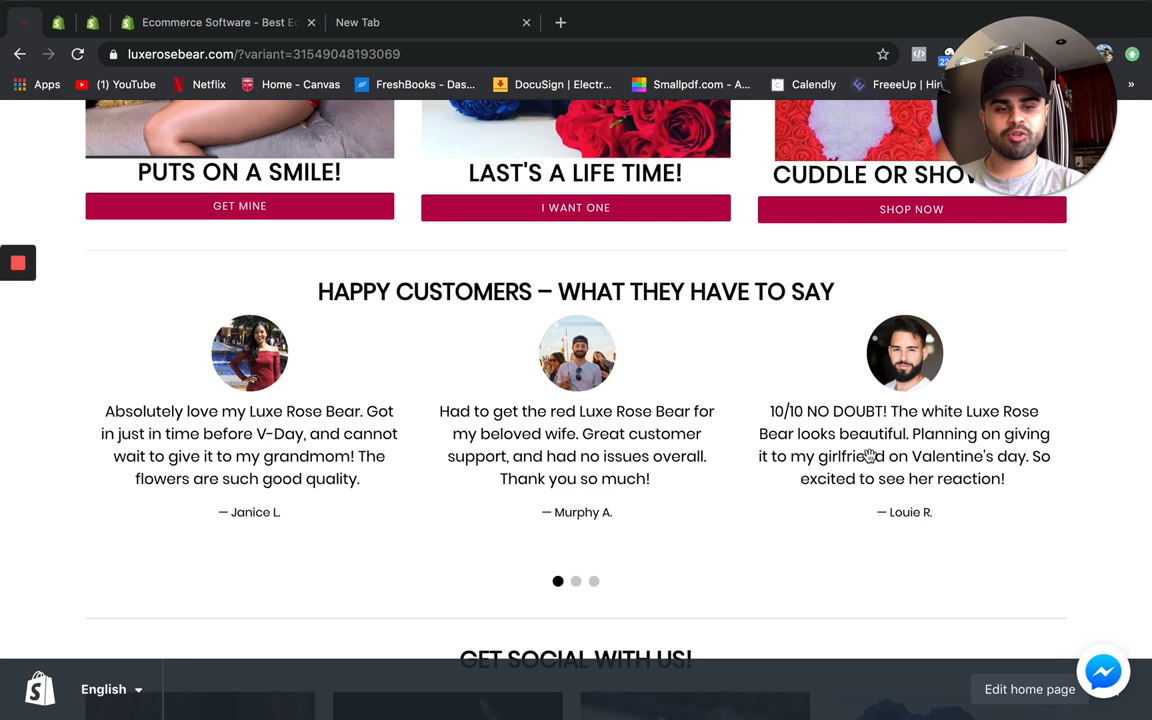 Ecommerce Software - Best Ec
New Tab
luxerosebear.com/?variant=31549048193069
Apps
(1) YouTube
Netflix
Home - Canvas
FreshBooks - Das...
DocuSign | Electr...
Smallpdf.com - A...
Calendly
FreeeUp | Hir
»
PUTS ON A SMILE!
LAST'S A LIFE TIME!
CUDDLE OR SHOW
GET MINE
I WANT ONE
SHOP NOW
HAPPY CUSTOMERS – WHAT THEY HAVE TO SAY
Absolutely love my Luxe Rose Bear. Got
in just in time before V-Day, and cannot
wait to give it to my grandmom! The
flowers are such good quality.
— Janice L.
Had to get the red Luxe Rose Bear for
my beloved wife. Great customer
support, and had no issues overall.
Thank you so much!
— Murphy A.
10/10 NO DOUBT! The white Luxe Rose
Bear looks beautiful. Planning on giving
it to my girlfriend on Valentine's day. So
excited to see her reaction!
— Louie R.
GET SOCIAL WITH US!
English
Edit home page